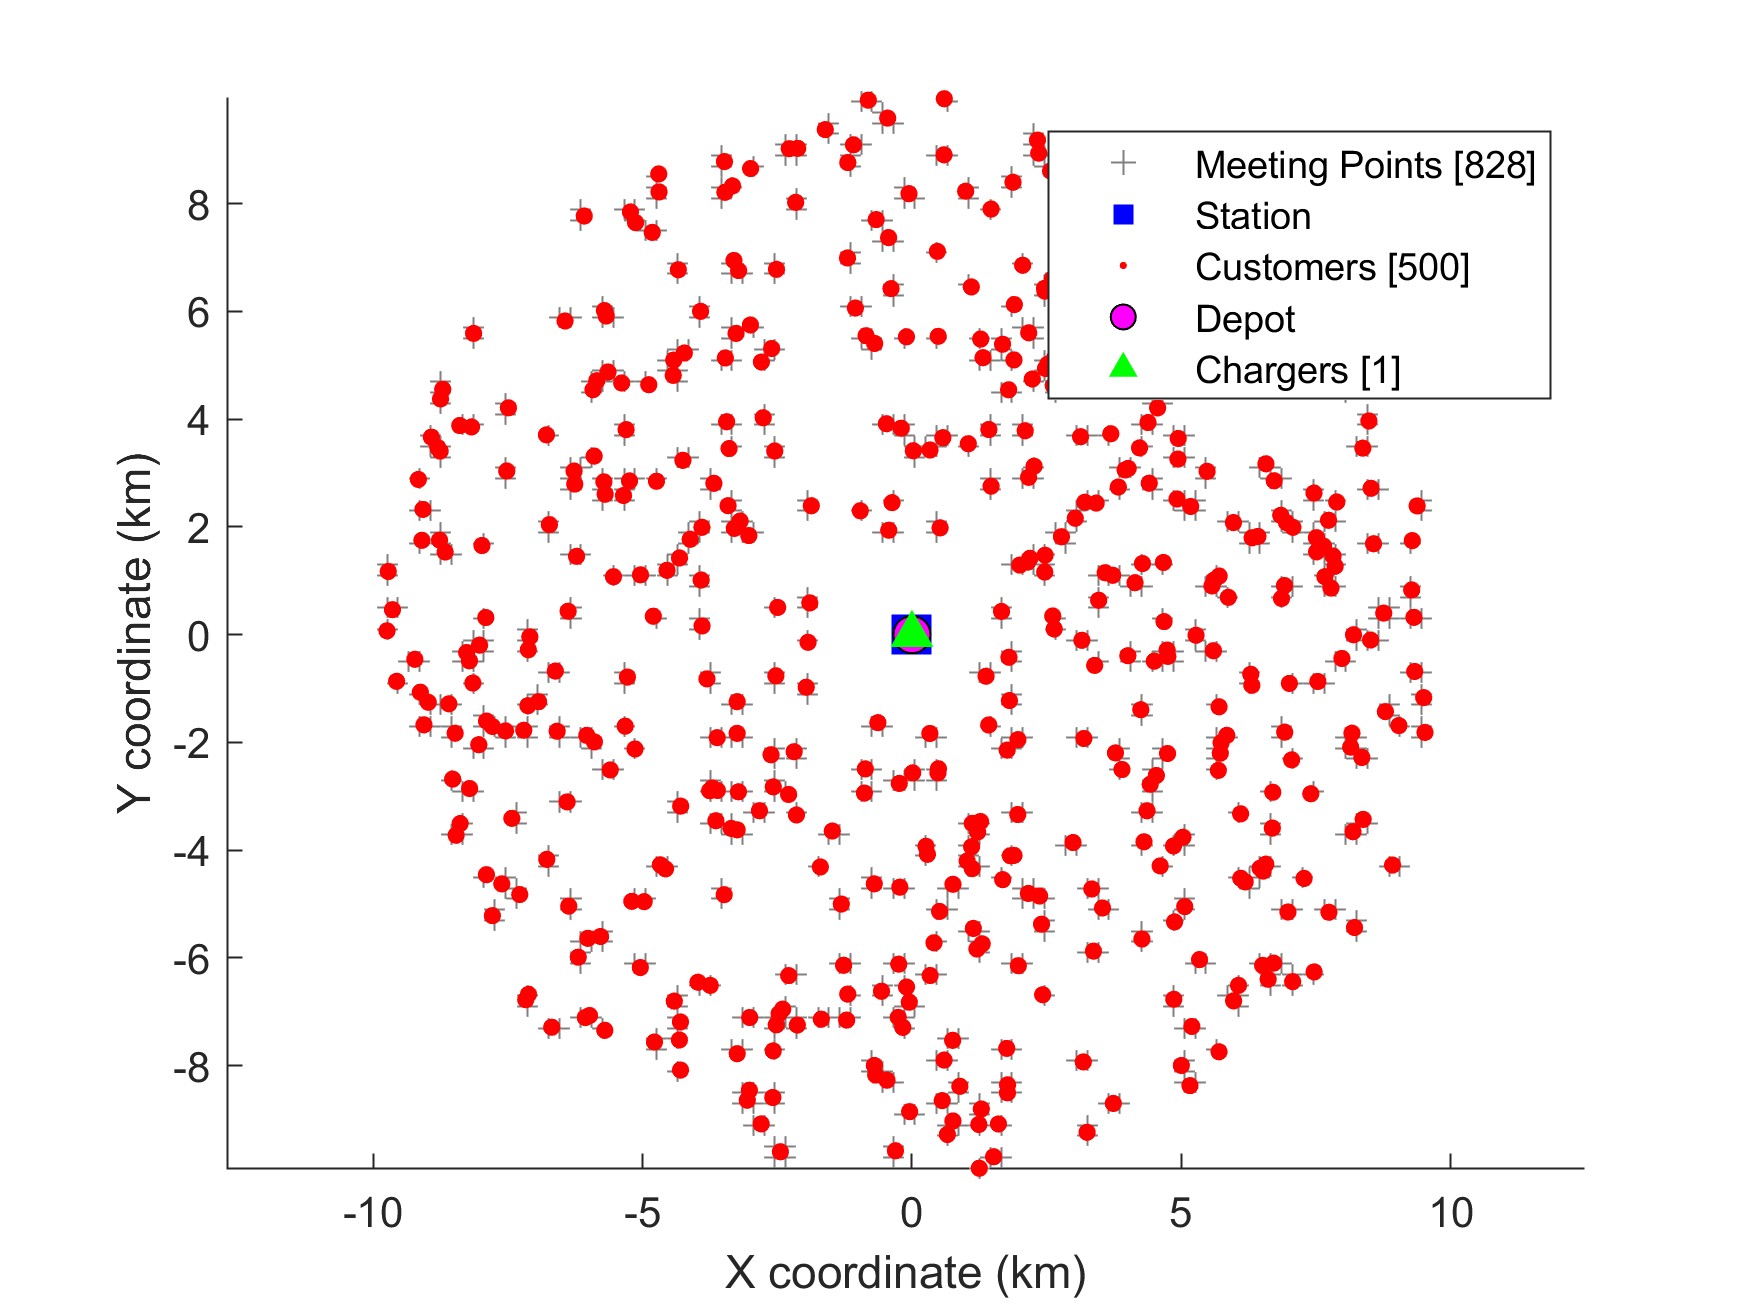 Meeting Points [828]
Station
Customers [500]
Depot
Chargers [1]
8
6
4
2
0
-2
-4
-6
-8
Y coordinate (km)
-10 -5 0 5 10
X coordinate (km)